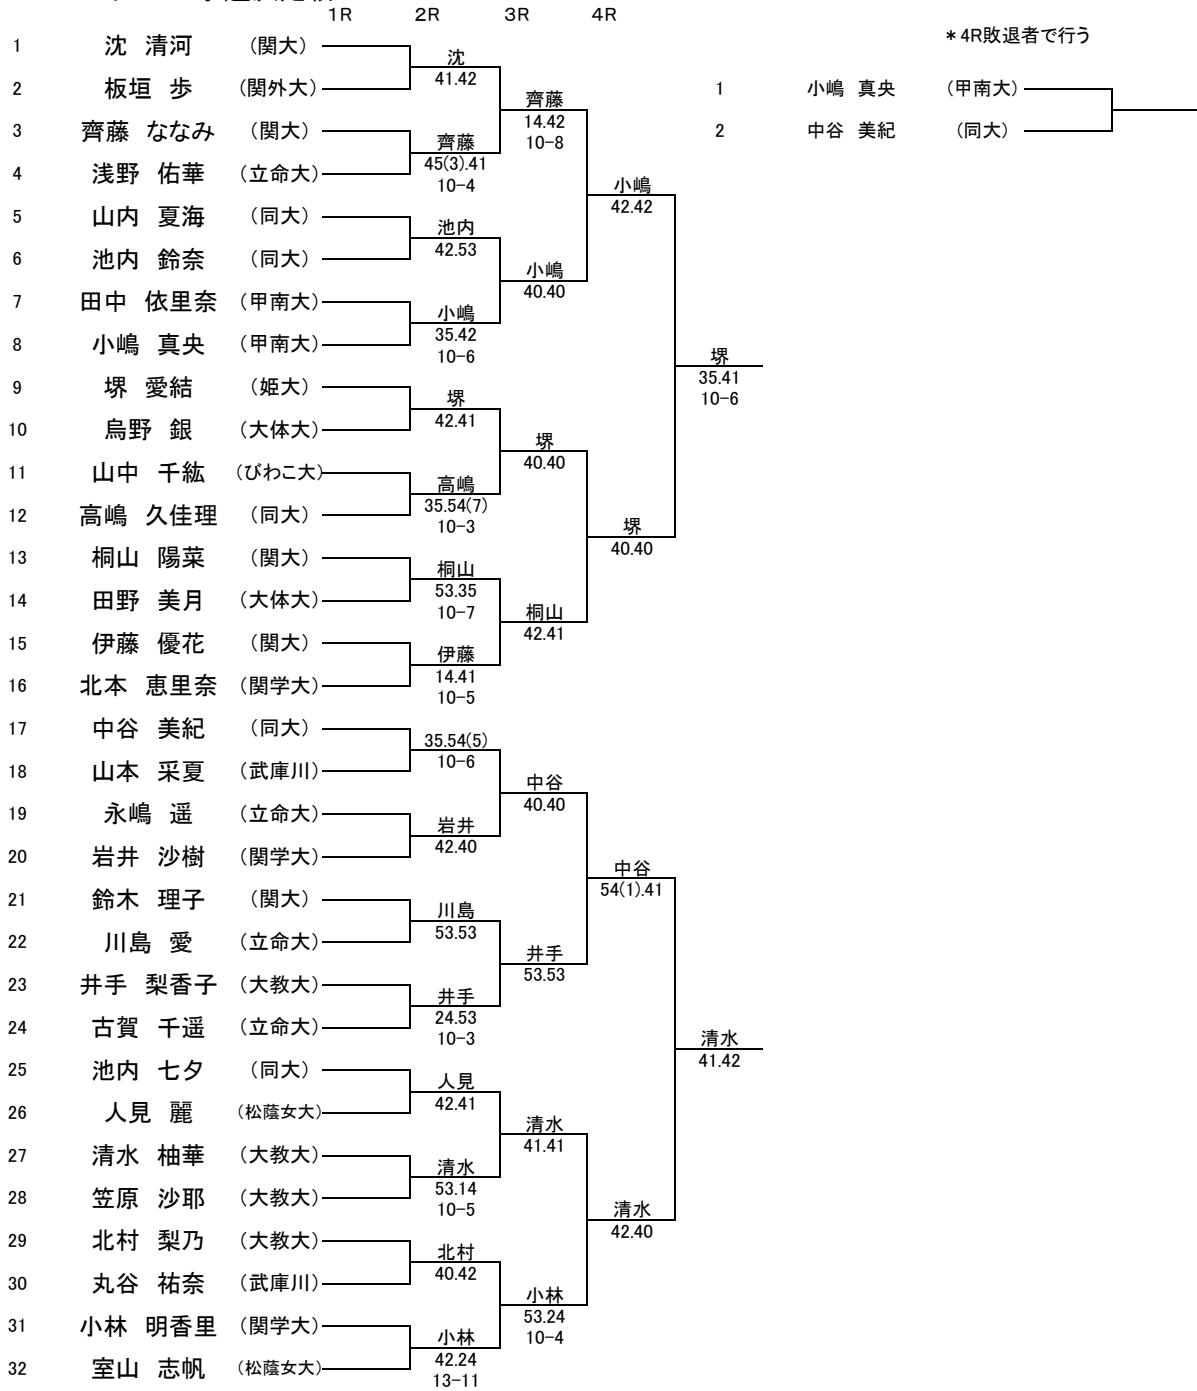 1R 2R 3R 4R
＊4R敗退者で行う
1 沈 清河 (関大)
2 板垣 歩 (関外大)
3 齊藤 ななみ (関大)
4 浅野 佑華 (立命大)
5 山内 夏海 (同大)
6 池内 鈴奈 (同大)
7 田中 依里奈 (甲南大)
8 小嶋 真央 (甲南大)
9 堺 愛結 (姫大)
10 烏野 銀 (大体大)
11 山中 千紘 (びわこ大)
12 高嶋 久佳理 (同大)
13 桐山 陽菜 (関大)
14 田野 美月 (大体大)
15 伊藤 優花 (関大)
16 北本 恵里奈 (関学大)
17 中谷 美紀 (同大)
18 山本 采夏 (武庫川)
19 永嶋 遥 (立命大)
20 岩井 沙樹 (関学大)
21 鈴木 理子 (関大)
22 川島 愛 (立命大)
23 井手 梨香子 (大教大)
24 古賀 千遥 (立命大)
25 池内 七夕 (同大)
26 人見 麗 (松蔭女大)
27 清水 柚華 (大教大)
28 笠原 沙耶 (大教大)
29 北村 梨乃 (大教大)
30 丸谷 祐奈 (武庫川)
31 小林 明香里 (関学大)
32 室山 志帆 (松蔭女大)
沈
41.42
齊藤
45(3).41
10-4
池内
42.53
小嶋
35.42
10-6
堺
42.41
高嶋
35.54(7)
10-3
桐山
53.35
10-7
伊藤
14.41
10-5
35.54(5)
10-6
岩井
42.40
川島
53.53
井手
24.53
10-3
人見
42.41
清水
53.14
10-5
北村
40.42
小林
42.24
13-11
齊藤
14.42
10-8
小嶋
40.40
堺
40.40
桐山
42.41
中谷
40.40
井手
53.53
清水
41.41
小林
53.24
10-4
小嶋
42.42
堺
40.40
中谷
54(1).41
清水
42.40
堺
35.41
10-6
清水
41.42
1 小嶋 真央 (甲南大)
2 中谷 美紀 (同大)